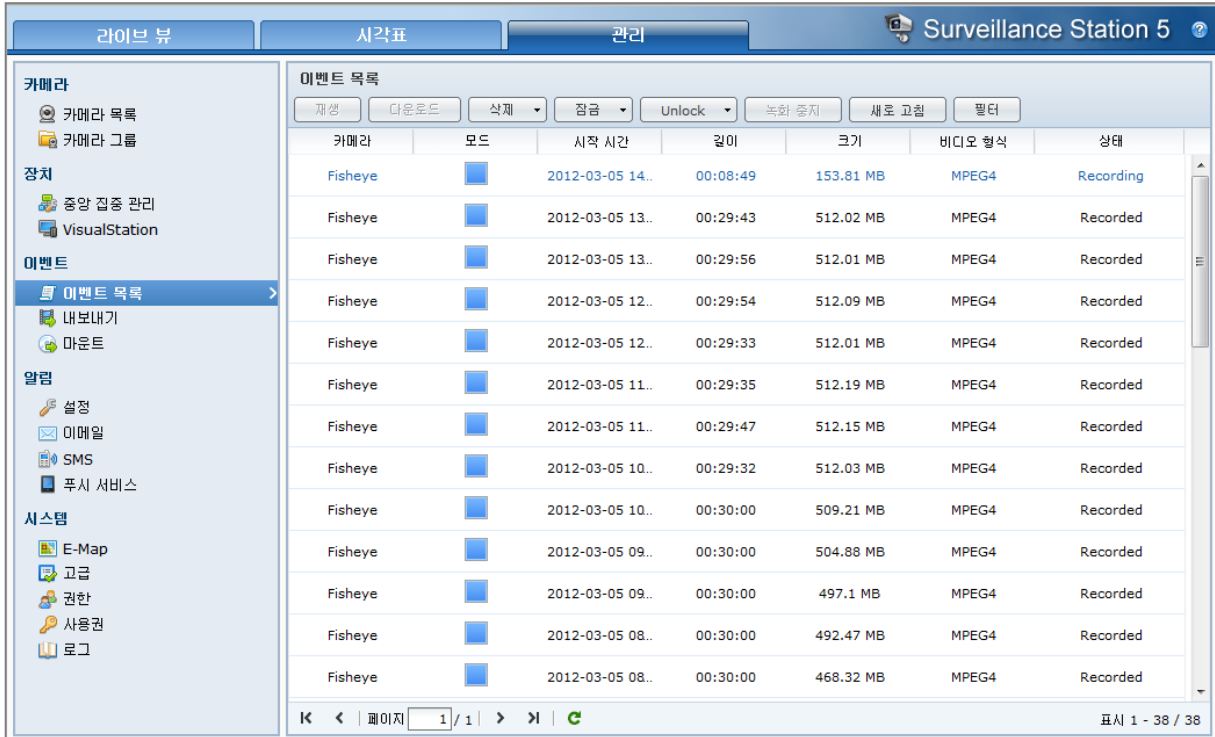 라이브 뷰 시각표 관리 Surveillance Station 5 ?
카메라
카메라 목록
카메라 그룹
장치
중앙 집중 관리
VisualStation
이벤트
이벤트 목록
내보내기
마운트
알림
설정
이메일
SMS
푸시 서비스
시스템
E-Map
고급
권한
사용권
로그
이벤트 목록
재생 다운로드 삭제 잠금 Unlock 녹화 중지 새로 고침 필터
카메라 모드 시작 시간 길이 크기 비디오 형식 상태
Fisheye 2012-03-05 14... 00:08:49 153.81 MB MPEG4 Recording
Fisheye 2012-03-05 13... 00:29:43 512.02 MB MPEG4 Recorded
Fisheye 2012-03-05 13... 00:29:56 512.01 MB MPEG4 Recorded
Fisheye 2012-03-05 12... 00:29:54 512.09 MB MPEG4 Recorded
Fisheye 2012-03-05 12... 00:29:33 512.01 MB MPEG4 Recorded
Fisheye 2012-03-05 11... 00:29:35 512.19 MB MPEG4 Recorded
Fisheye 2012-03-05 11... 00:29:47 512.15 MB MPEG4 Recorded
Fisheye 2012-03-05 10... 00:29:32 512.03 MB MPEG4 Recorded
Fisheye 2012-03-05 10... 00:30:00 509.21 MB MPEG4 Recorded
Fisheye 2012-03-05 09... 00:30:00 504.88 MB MPEG4 Recorded
Fisheye 2012-03-05 09... 00:30:00 497.1 MB MPEG4 Recorded
Fisheye 2012-03-05 08... 00:30:00 492.47 MB MPEG4 Recorded
Fisheye 2012-03-05 08... 00:30:00 468.32 MB MPEG4 Recorded
페이지 1 / 1 표시 1 - 38 / 38